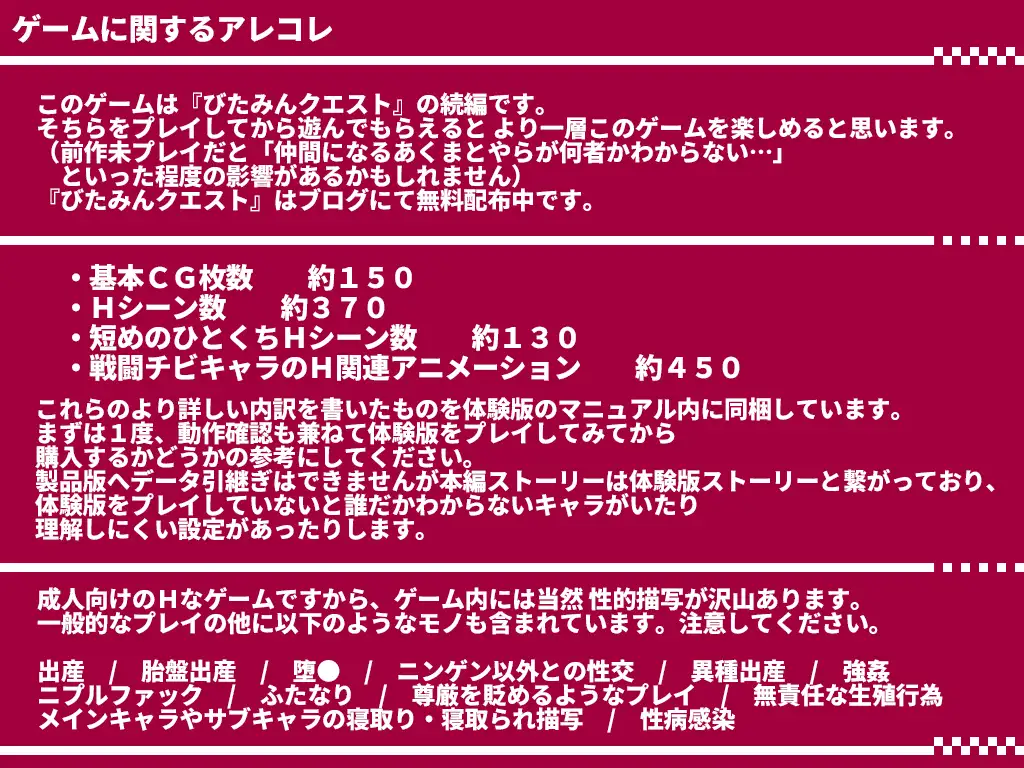 ゲームに関するアレコレ
このゲームは『びたみんクエスト』の続編です。
そちらをプレイしてから遊んでもらえると より一層このゲームを楽しめると思います。
（前作未プレイだと「仲間になるあくまとやらが何者かわからない…」
といった程度の影響があるかもしれません）
『びたみんクエスト』はブログにて無料配布中です。
・基本ＣＧ枚数　　約１５０
・Ｈシーン数　　約３７０
・短めのひとくちＨシーン数　　約１３０
・戦闘チビキャラのＨ関連アニメーション　　約４５０
これらのより詳しい内訳を書いたものを体験版のマニュアル内に同梱しています。
まずは１度、動作確認も兼ねて体験版をプレイしてみてから
購入するかどうかの参考にしてください。
製品版へデータ引継ぎはできませんが本編ストーリーは体験版ストーリーと繋がっており、
体験版をプレイしていないと誰だかわからないキャラがいたり
理解しにくい設定があったりします。
成人向けのＨなゲームですから、ゲーム内には当然 性的描写が沢山あります。
一般的なプレイの他に以下のようなモノも含まれています。注意してください。
出産　/　胎盤出産　/　堕●　/　ニンゲン以外との性交　/　異種出産　/　強姦
ニプルファック　/　ふたなり　/　尊厳を貶めるようなプレイ　/　無責任な生殖行為
メインキャラやサブキャラの寝取り・寝取られ描写　/　性病感染